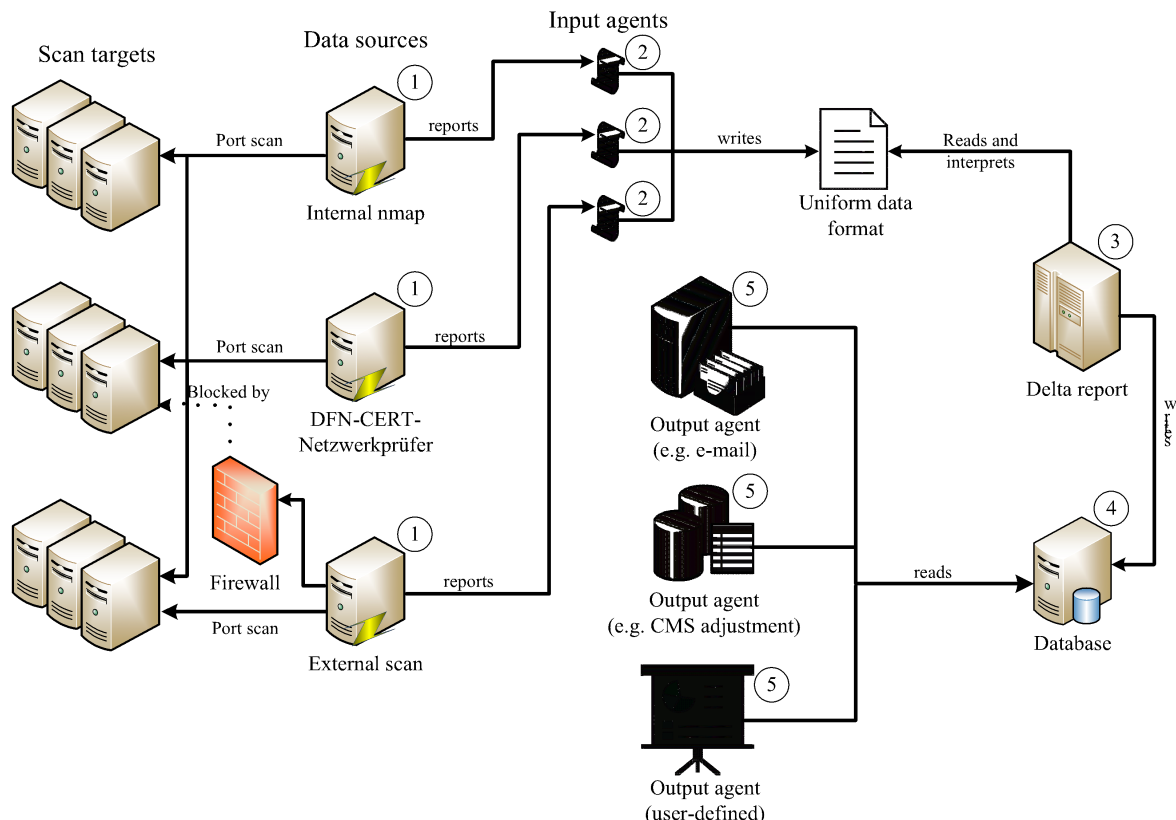 Scan targets
Data sources
Input agents
1
2
Port scan
reports
Internal nmap
2
writes
Reads and
interprets
2
Uniform data
format
3
Delta report
1
Port scan
reports
Blocked by
DFN-CERT-
Netzwerkprüfer
5
Output agent
(e.g. e-mail)
writes
Firewall
1
Port scan
reports
External scan
5
Output agent
(e.g. CMS adjustment)
reads
4
Database
5
Output agent
(user-defined)